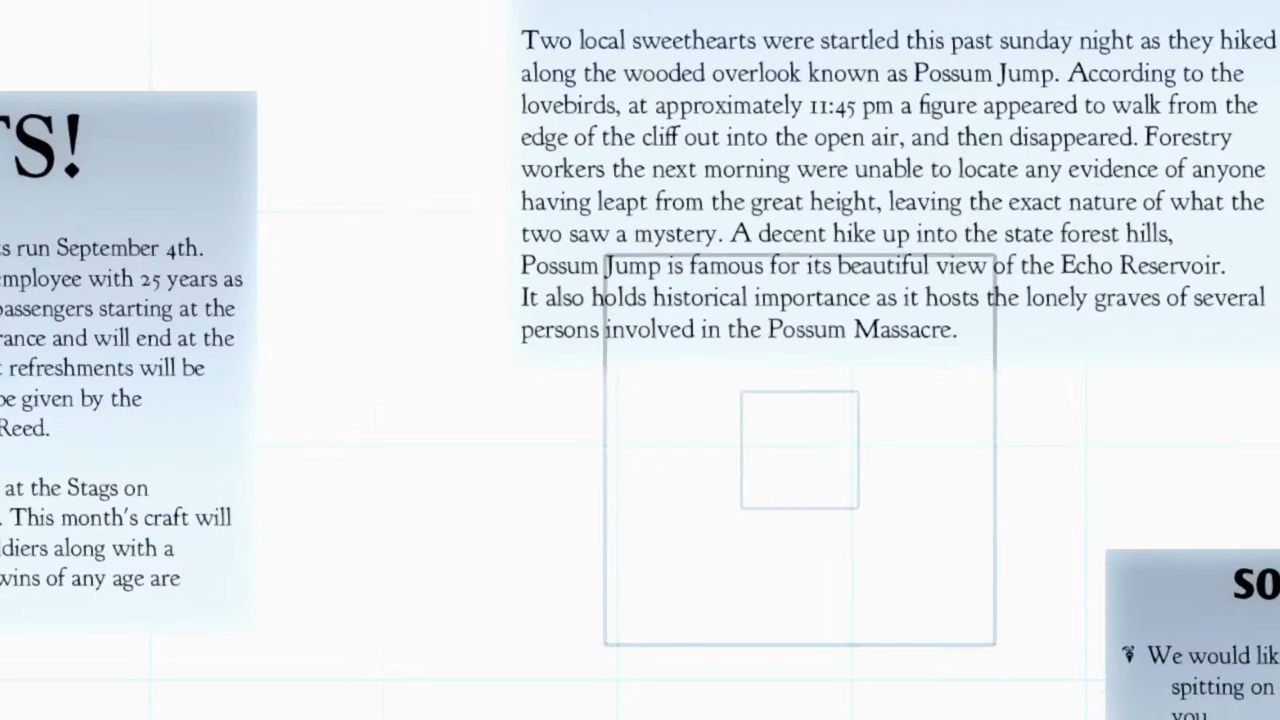 Two local sweethearts were startled this past sunday night as they hiked
along the wooded overlook known as Possum Jump. According to the
lovebirds, at approximately 11:45 pm a figure appeared to walk from the
edge of the cliff out into the open air, and then disappeared. Forestry
workers the next morning were unable to locate any evidence of anyone
having leapt from the great height, leaving the exact nature of what the
two saw a mystery. A decent hike up into the state forest hills,
Possum Jump is famous for its beautiful view of the Echo Reservoir.
It also holds historical importance as it hosts the lonely graves of several
persons involved in the Possum Massacre.
TS!
s run September 4th.
employee with 25 years as
passengers starting at the
rance and will end at the
t refreshments will be
be given by the
Reed.
at the Stags on
. This month's craft will
ldiers along with a
wins of any age are
SO
We would lik
spitting on
you